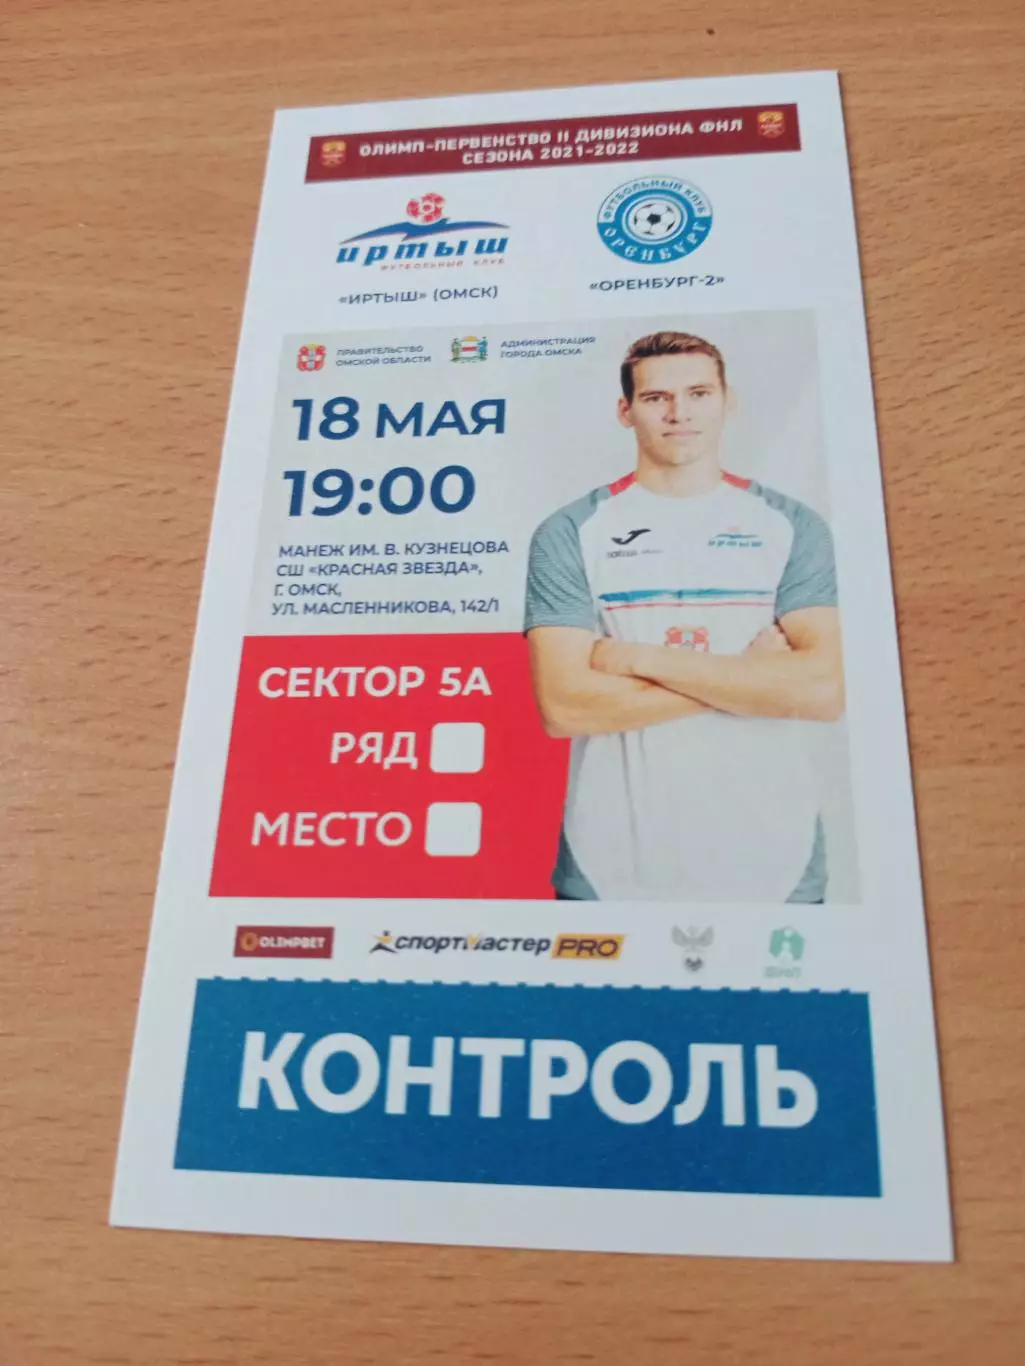 ОЛИМП-ПЕРВЕНСТВО II ДИВИЗИОНА ФНЛ
СЕЗОНА 2021-2022
ИРТЫШ
ФУТБОЛЬНЫЙ КЛУБ
«ИРТЫШ» (ОМСК)
ФУТБОЛЬНЫЙ КЛУБ
ОРЕНБУРГ
«ОРЕНБУРГ-2»
ПРАВИТЕЛЬСТВО
ОМСКОЙ ОБЛАСТИ
АДМИНИСТРАЦИЯ
ГОРОДА ОМСКА
18 МАЯ
19:00
МАНЕЖ ИМ. В. КУЗНЕЦОВА
СШ «КРАСНАЯ ЗВЕЗДА»,
Г. ОМСК,
УЛ. МАСЛЕННИКОВА, 142/1
ИРТЫШ
СЕКТОР 5А
РЯД
МЕСТО
OLIMPBET
СПОРТМАСТЕР PRO
КОНТРОЛЬ